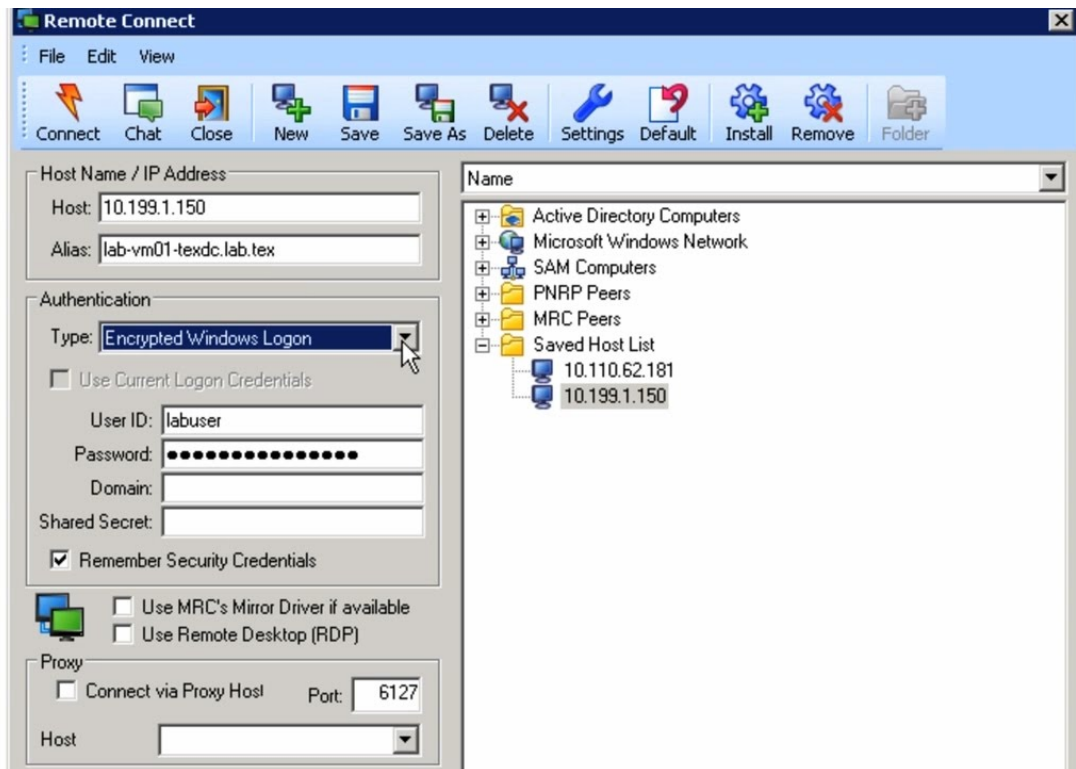 Remote Connect
File Edit View
Connect Chat Close New Save Save As Delete Settings Default Install Remove Folder
Host Name / IP Address
Host: 10.199.1.150
Alias: lab-vm01-texdc.lab.tex
Authentication
Type: Encrypted Windows Logon
Use Current Logon Credentials
User ID: labuser
Password: ●●●●●●●●●●●●●●●
Domain:
Shared Secret:
Remember Security Credentials
Use MRC's Mirror Driver if available
Use Remote Desktop (RDP)
Proxy
Connect via Proxy Host Port: 6127
Host
Name
Active Directory Computers
Microsoft Windows Network
SAM Computers
PNRP Peers
MRC Peers
Saved Host List
10.110.62.181
10.199.1.150